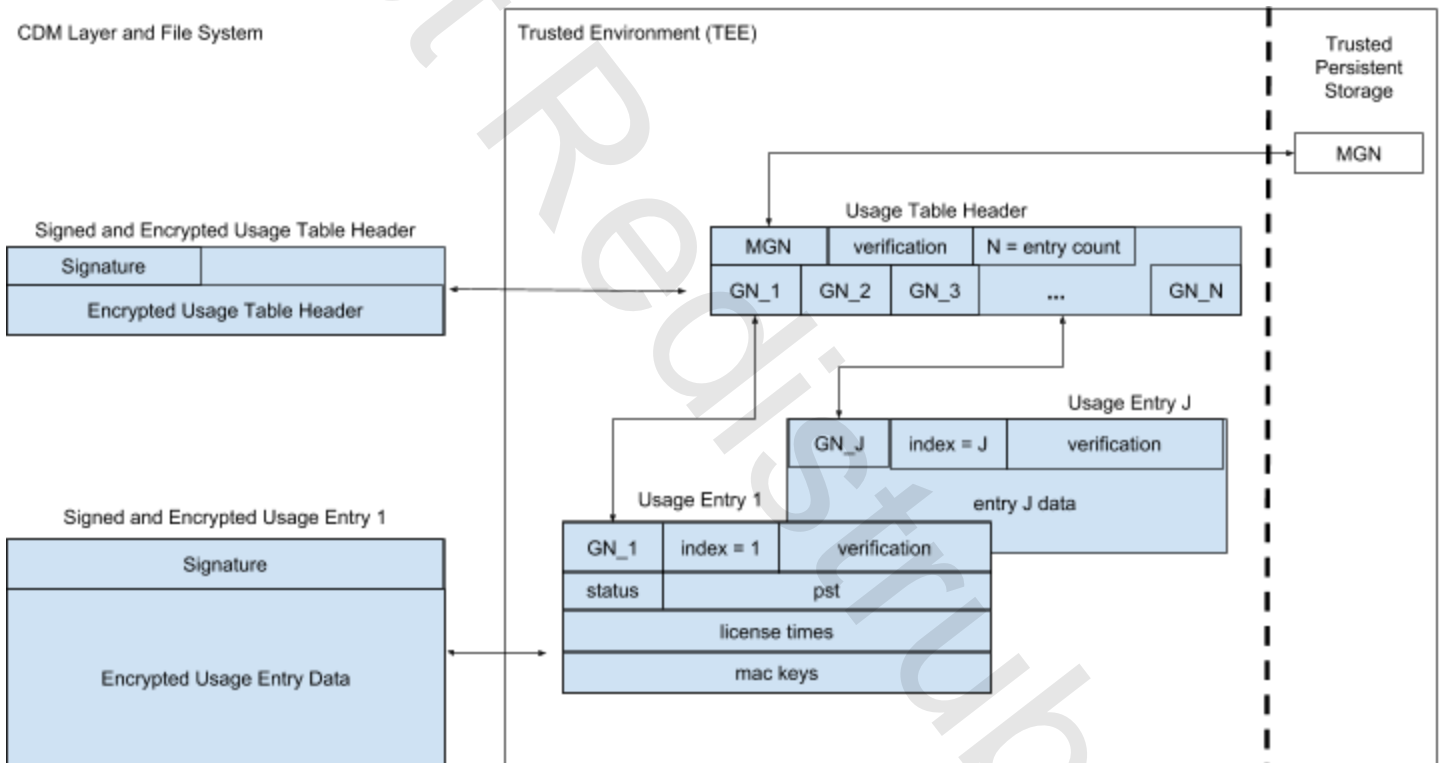 CDM Layer and File System
Trusted Environment (TEE)
Trusted
Persistent
Storage
MGN
Usage Table Header
MGN verification N = entry count
GN_1 GN_2 GN_3 ... GN_N
Signed and Encrypted Usage Table Header
Signature
Encrypted Usage Table Header
Usage Entry J
GN_J index = J verification
entry J data
Usage Entry 1
GN_1 index = 1 verification
status pst
license times
mac keys
Signed and Encrypted Usage Entry 1
Signature
Encrypted Usage Entry Data